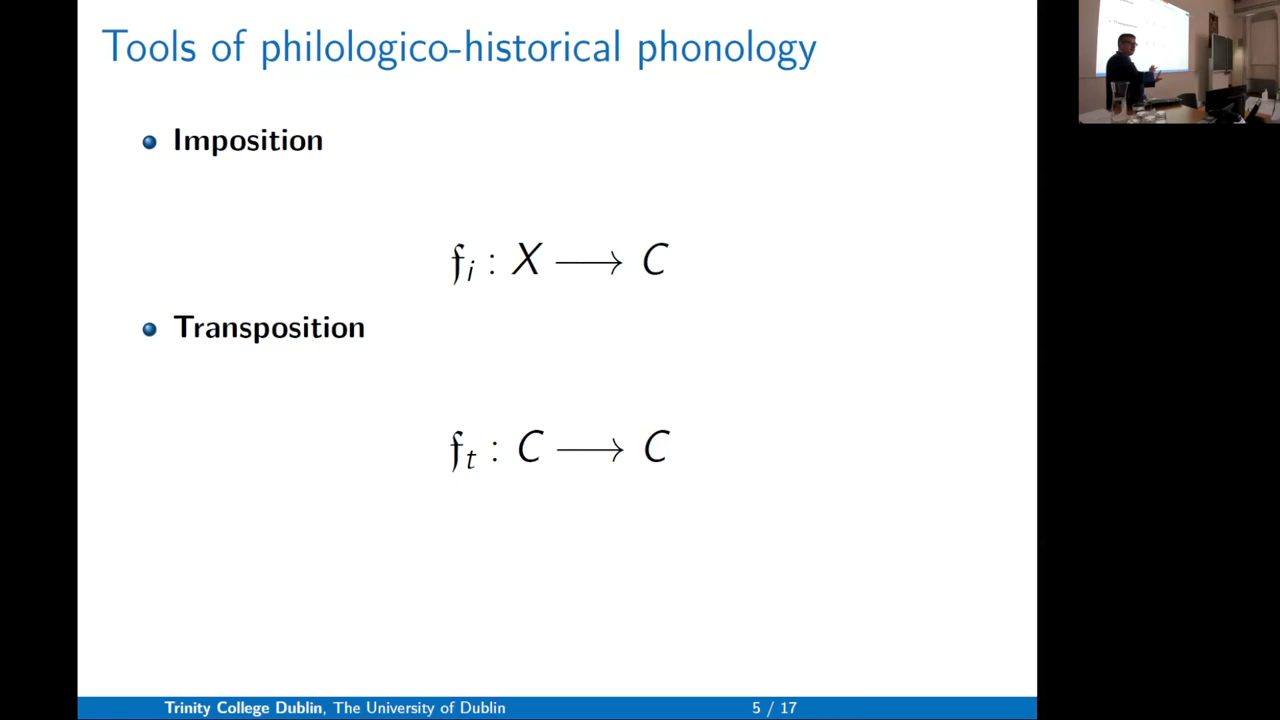 Tools of philologico-historical phonology
Imposition
𝔣ᵢ : X ⟶ C
Transposition
𝔣ₜ : C ⟶ C
Trinity College Dublin, The University of Dublin 5 / 17